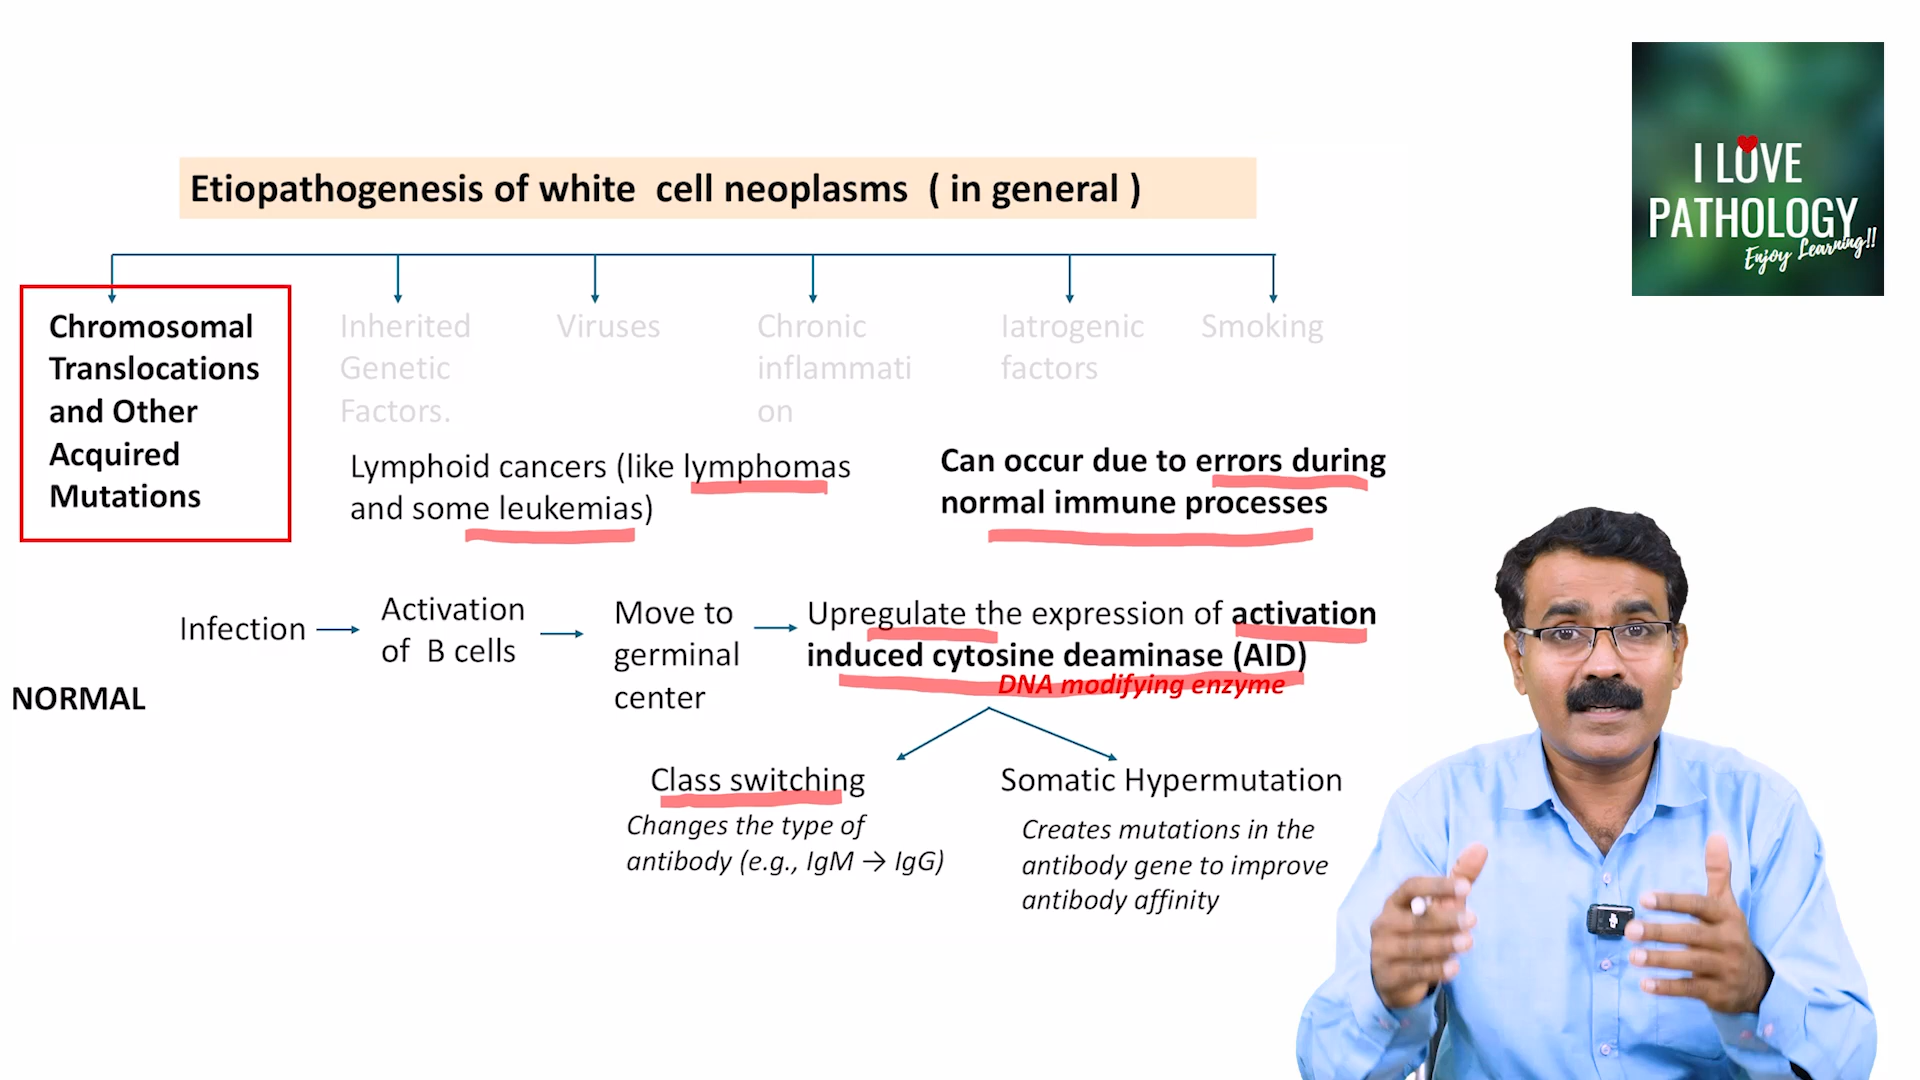 I LOVE
PATHOLOGY
Enjoy Learning!!
Etiopathogenesis of white cell neoplasms ( in general )
Chromosomal
Translocations
and Other
Acquired
Mutations
Inherited
Genetic
Factors.
Viruses
Chronic
inflammati
on
Iatrogenic
factors
Smoking
Lymphoid cancers (like lymphomas
and some leukemias)
Can occur due to errors during
normal immune processes
NORMAL
Infection
Activation
of B cells
Move to
germinal
center
Upregulate the expression of activation
induced cytosine deaminase (AID)
DNA modifying enzyme
Class switching
Changes the type of
antibody (e.g., IgM → IgG)
Somatic Hypermutation
Creates mutations in the
antibody gene to improve
antibody affinity